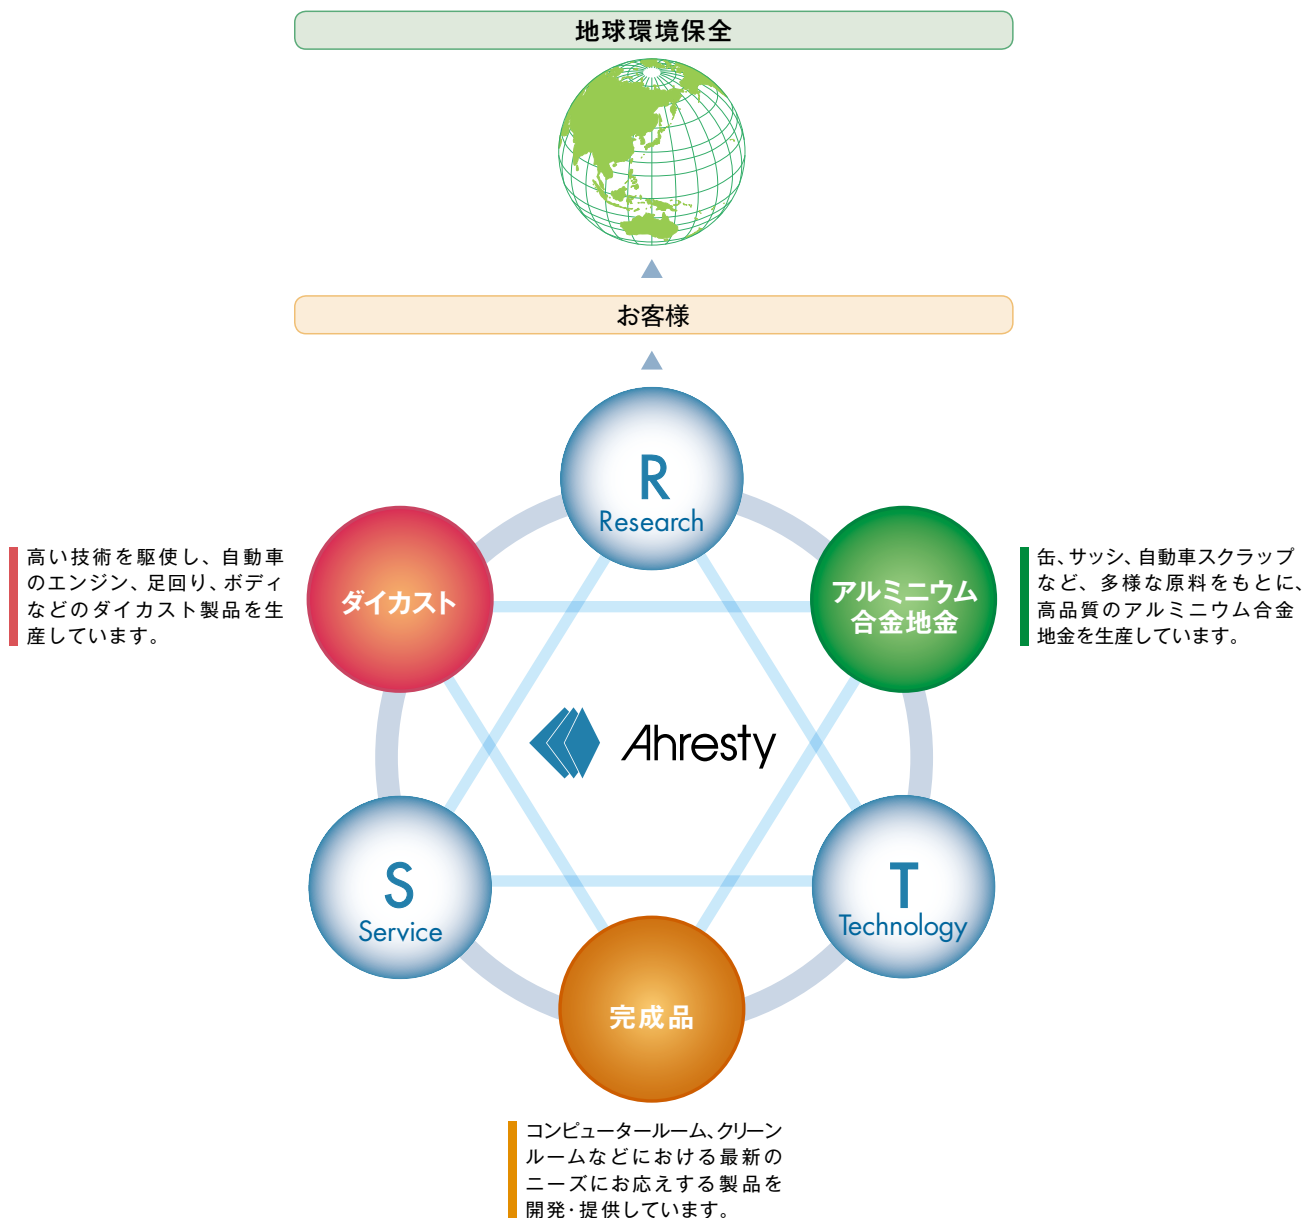 地球環境保全
お客様
R
Research
ダイカスト
高い技術を駆使し、自動車
のエンジン、足回り、ボディ
などのダイカスト製品を生
産しています。
アルミニウム
合金地金
缶、サッシ、自動車スクラップ
など、多様な原料をもとに、
高品質のアルミニウム合金
地金を生産しています。
Ahresty
S
Service
T
Technology
完成品
コンピュータールーム、クリーン
ルームなどにおける最新の
ニーズにお応えする製品を
開発・提供しています。